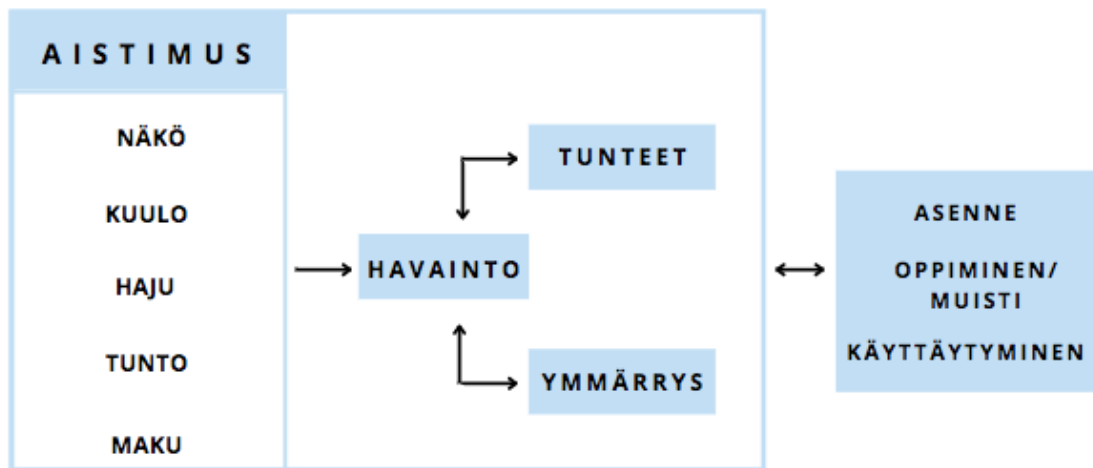 AISTIMUS
NÄKÖ
KUULO
HAJU
TUNTO
MAKU
HAVAINTO
TUNTEET
YMMÄRRYS
ASENNE
OPPIMINEN/
MUISTI
KÄYTTÄYTYMINEN